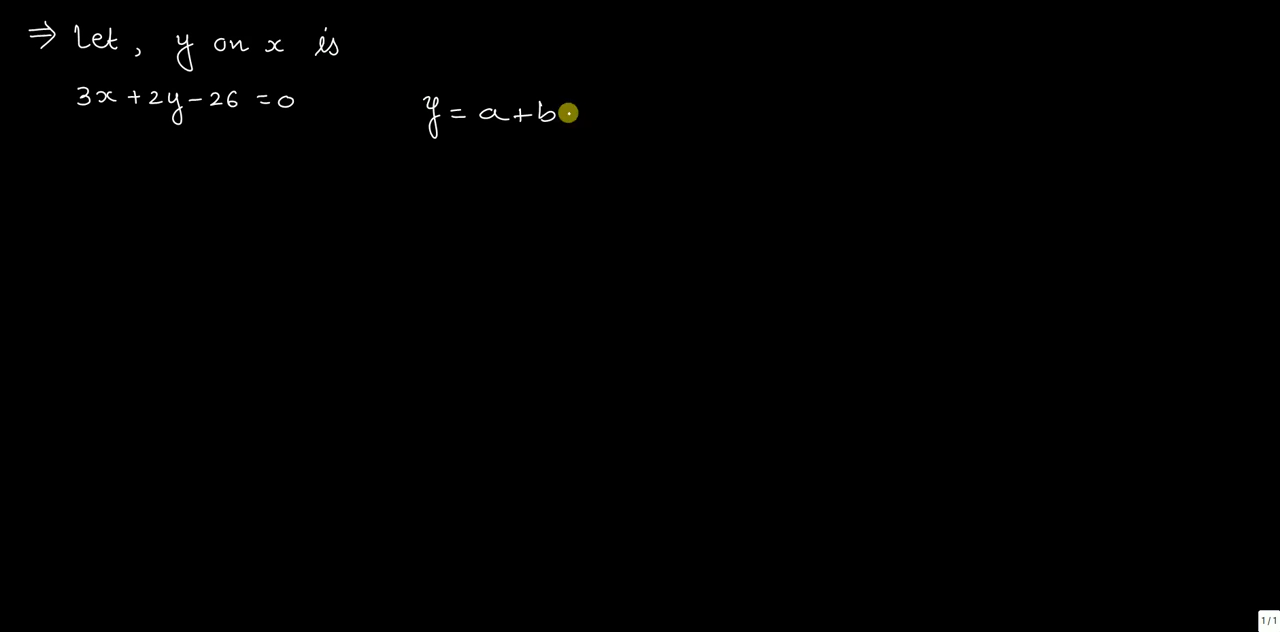 ⇒ Let, y on x is
3x + 2y - 26 = 0
y = a + b
1/1